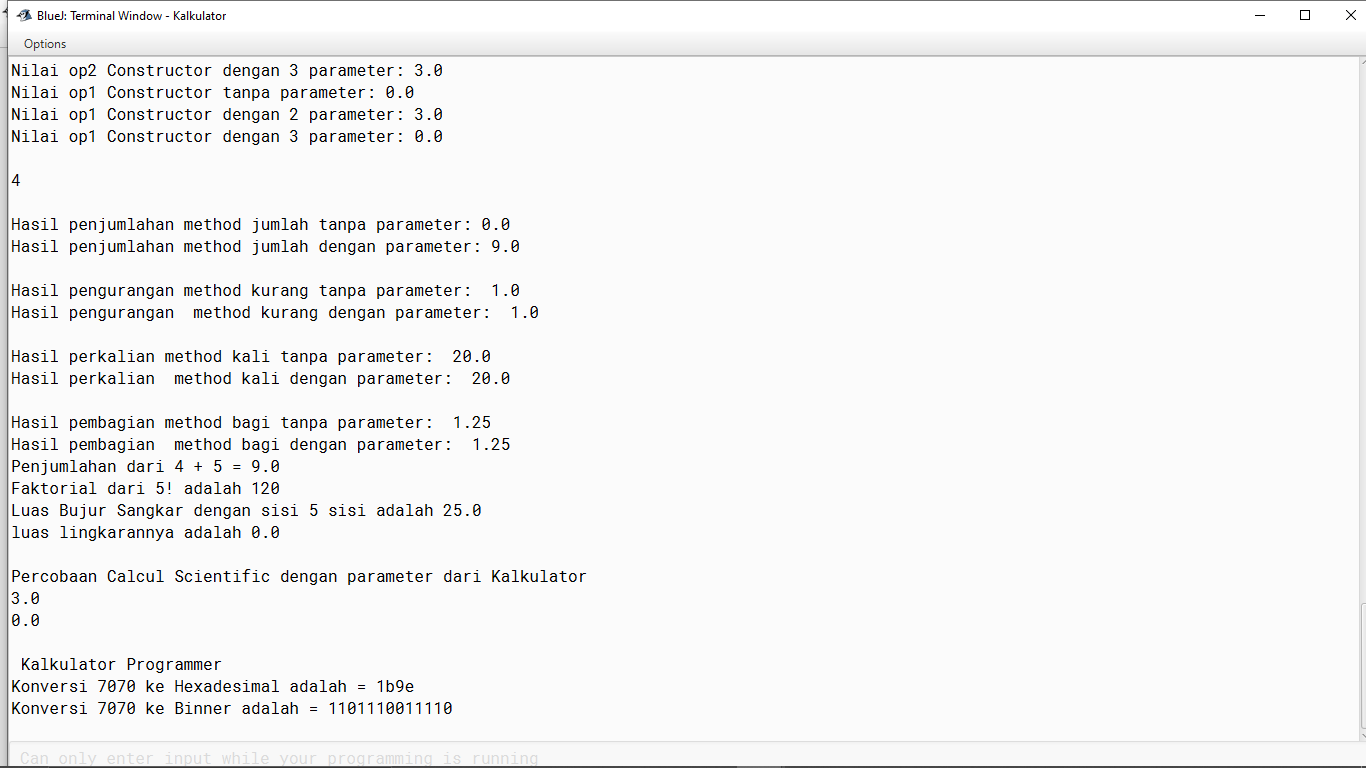 BlueJ: Terminal Window - Kalkulator
Options
Nilai op2 Constructor dengan 3 parameter: 3.0
Nilai op1 Constructor tanpa parameter: 0.0
Nilai op1 Constructor dengan 2 parameter: 3.0
Nilai op1 Constructor dengan 3 parameter: 0.0
4
Hasil penjumlahan method jumlah tanpa parameter: 0.0
Hasil penjumlahan method jumlah dengan parameter: 9.0
Hasil pengurangan method kurang tanpa parameter:  1.0
Hasil pengurangan  method kurang dengan parameter:  1.0
Hasil perkalian method kali tanpa parameter:  20.0
Hasil perkalian  method kali dengan parameter:  20.0
Hasil pembagian method bagi tanpa parameter:  1.25
Hasil pembagian  method bagi dengan parameter:  1.25
Penjumlahan dari 4 + 5 = 9.0
Faktorial dari 5! adalah 120
Luas Bujur Sangkar dengan sisi 5 sisi adalah 25.0
luas lingkarannya adalah 0.0
Percobaan Calcul Scientific dengan parameter dari Kalkulator
3.0
0.0
Kalkulator Programmer
Konversi 7070 ke Hexadesimal adalah = 1b9e
Konversi 7070 ke Binner adalah = 1101110011110
Can only enter input while your programming is running